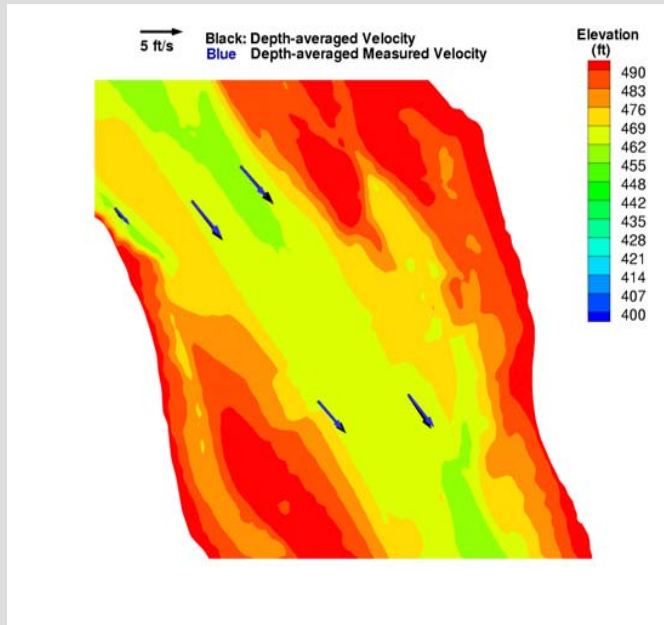 5 ft/s
Black: Depth-averaged Velocity
Blue Depth-averaged Measured Velocity
Elevation
(ft)
490
483
476
469
462
455
448
442
435
428
421
414
407
400